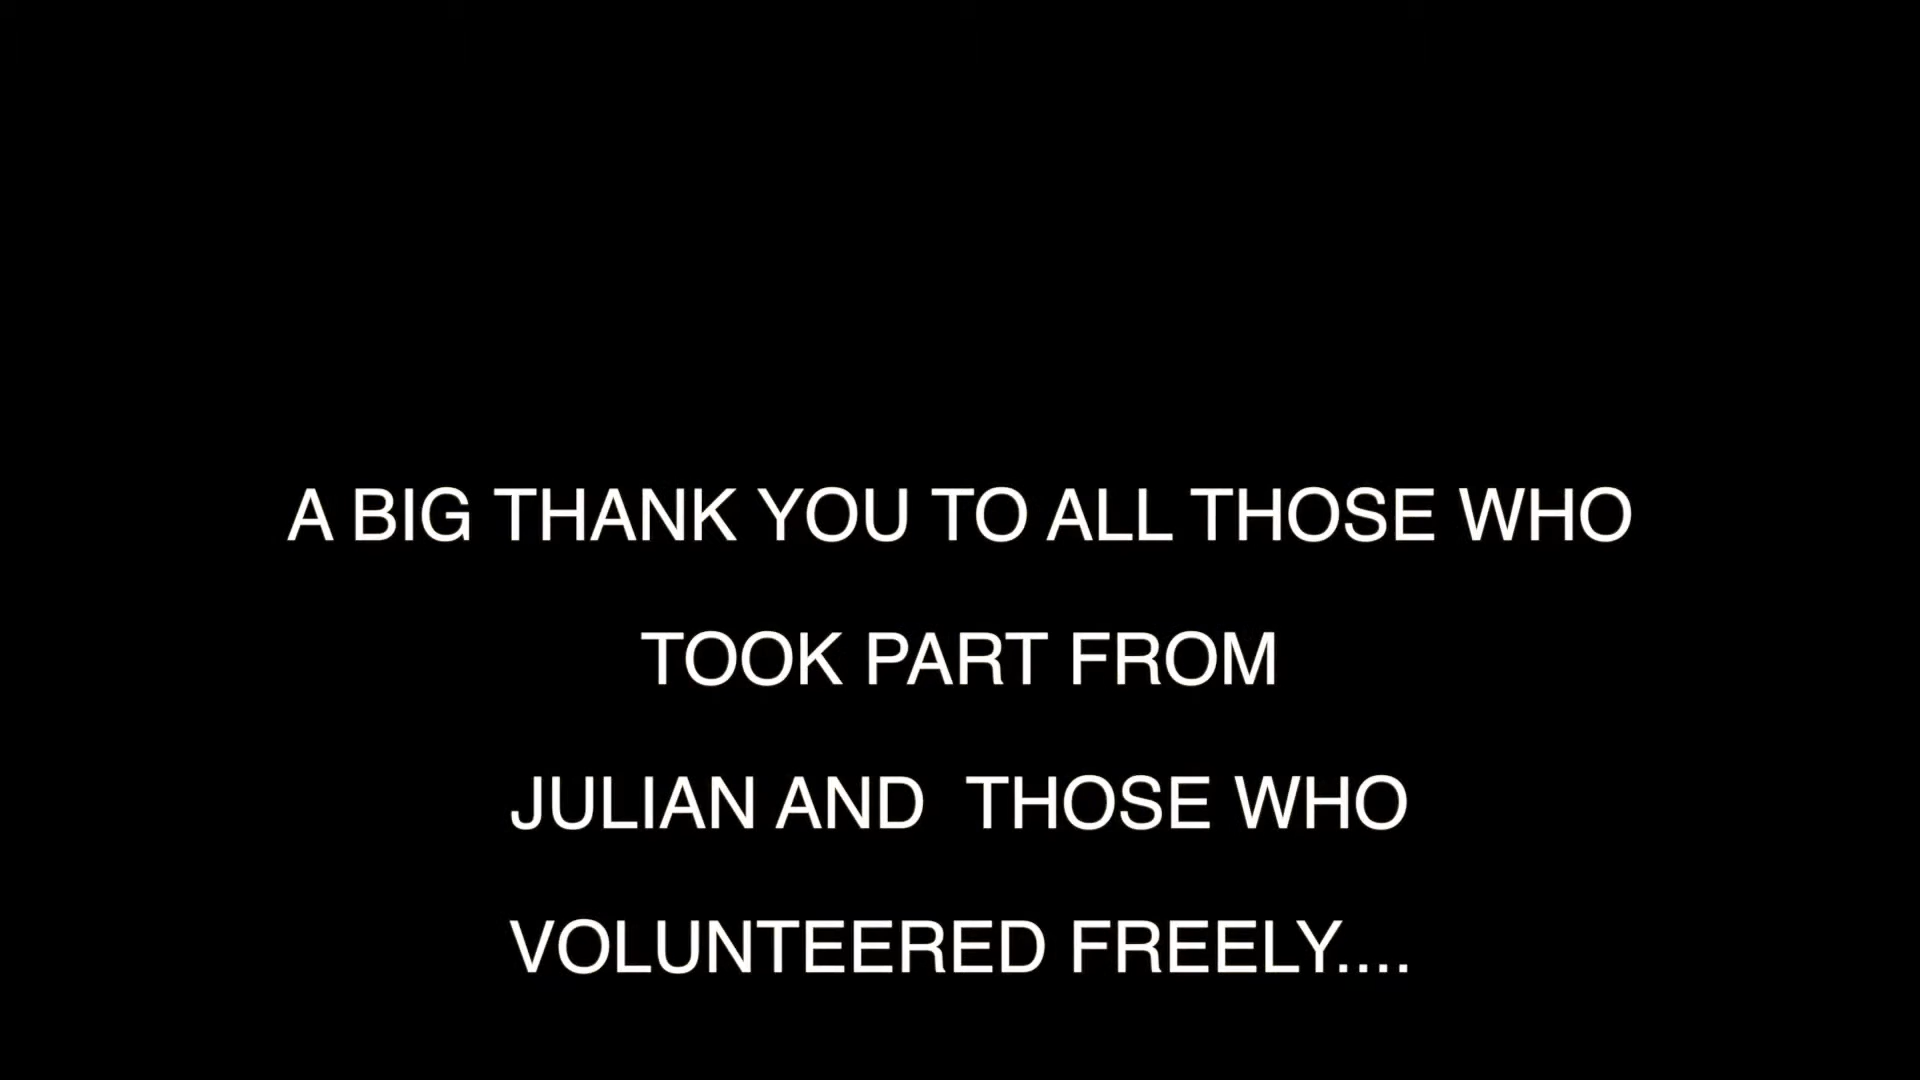 A BIG THANK YOU TO ALL THOSE WHO
TOOK PART FROM
JULIAN AND  THOSE WHO
VOLUNTEERED FREELY....